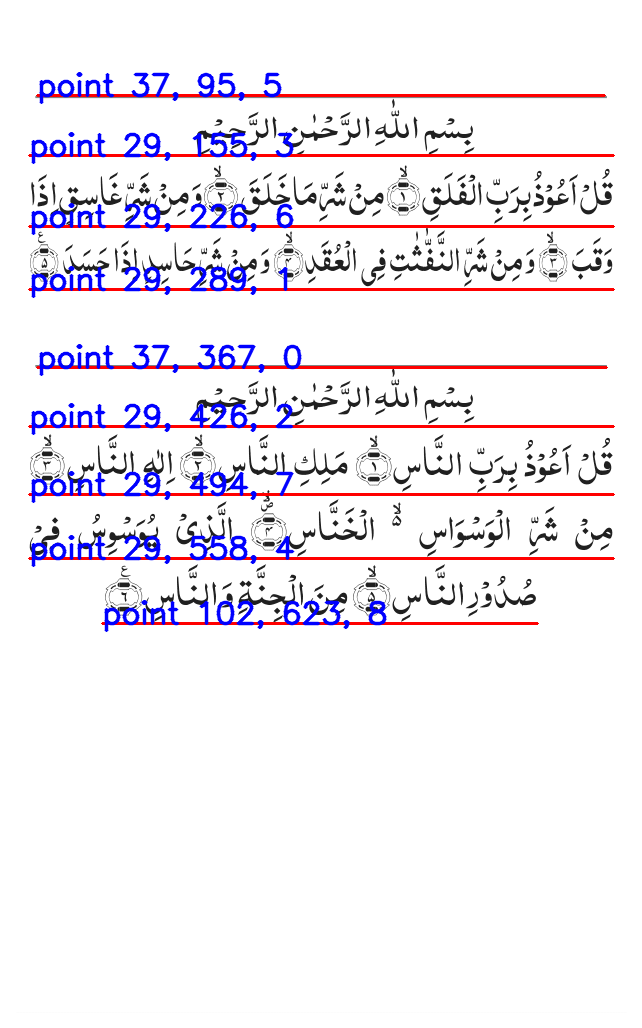 point 37, 95, 5
بِسْمِ اللّٰهِ الرَّحْمٰنِ الرَّحِيْمِ
point 29, 155, 3
قُلْ اَعُوْذُ بِرَبِّ الْفَلَقِ ۙ﴿۱﴾ مِنْ شَرِّ مَا خَلَقَ ۙ﴿۲﴾ وَ مِنْ شَرِّ غَاسِقٍ اِذَا
point 29, 226, 6
وَقَبَ ۙ﴿۳﴾ وَ مِنْ شَرِّ النَّفّٰثٰتِ فِی الْعُقَدِ ۙ﴿۴﴾ وَ مِنْ شَرِّ حَاسِدٍ اِذَا حَسَدَ ﴿۵﴾
point 29, 289, 1
point 37, 367, 0
بِسْمِ اللّٰهِ الرَّحْمٰنِ الرَّحِيْمِ
point 29, 426, 2
قُلْ اَعُوْذُ بِرَبِّ النَّاسِ ۙ﴿۱﴾ مَلِكِ النَّاسِ ۙ﴿۲﴾ اِلٰهِ النَّاسِ ۙ﴿۳﴾
point 29, 494, 7
مِنْ شَرِّ الْوَسْوَاسِ ۙ۬ الْخَنَّاسِ ۪ۙ﴿۴﴾ الَّذِیْ یُوَسْوِسُ فِیْ
point 29, 558, 4
صُدُوْرِ النَّاسِ ۙ﴿۵﴾ مِنَ الْجِنَّةِ وَ النَّاسِ ﴿۶﴾
point 102, 623, 8